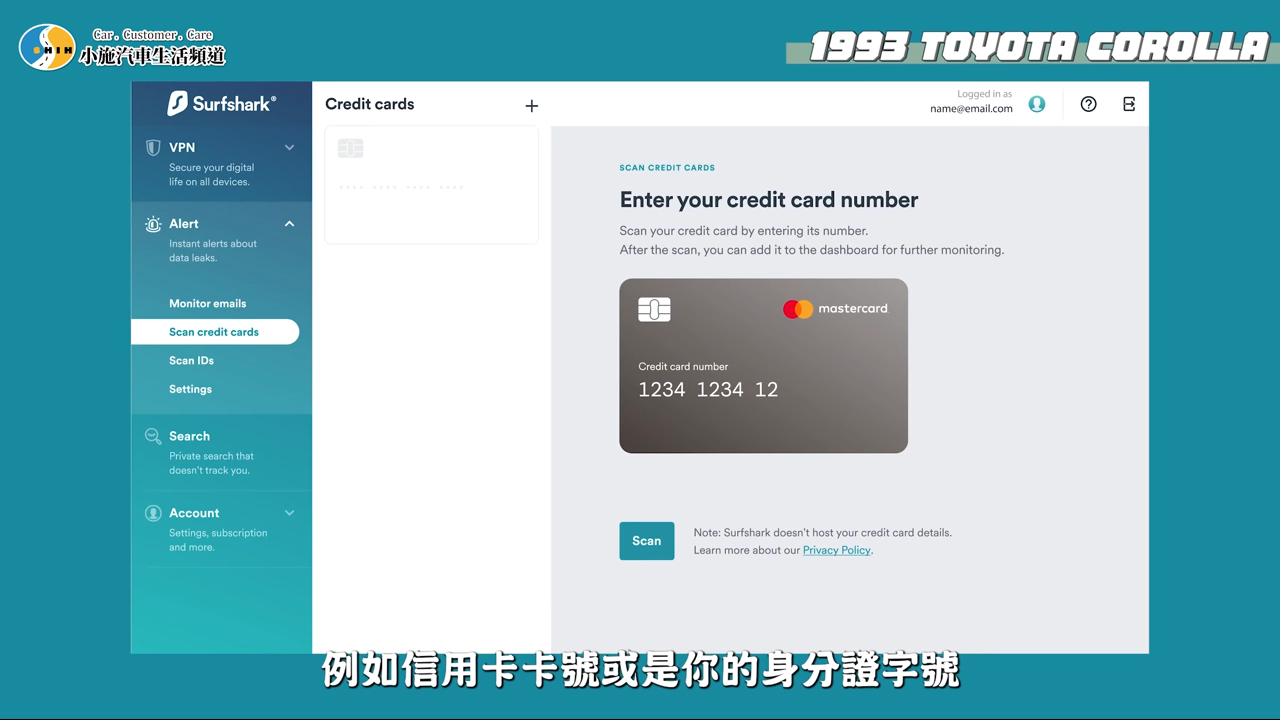 Car. Customer. Care
SHIH
小施汽車生活頻道
1993 TOYOTA COROLLA
Surfshark®
VPN
Secure your digital
life on all devices.
Alert
Instant alerts about
data leaks.
Monitor emails
Scan credit cards
Scan IDs
Settings
Search
Private search that
doesn't track you.
Account
Settings, subscription
and more.
Credit cards
Logged in as
name@email.com
SCAN CREDIT CARDS
Enter your credit card number
Scan your credit card by entering its number.
After the scan, you can add it to the dashboard for further monitoring.
mastercard
Credit card number
1234 1234 12
Scan
Note: Surfshark doesn't host your credit card details.
Learn more about our Privacy Policy.
例如信用卡卡號或是你的身分證字號